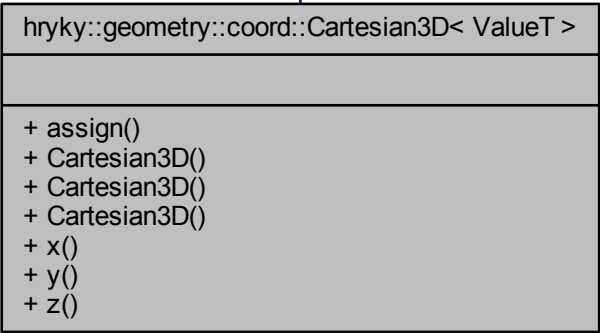 hryky::geometry::coord::Cartesian3D< ValueT >
+ assign()
+ Cartesian3D()
+ Cartesian3D()
+ Cartesian3D()
+ x()
+ y()
+ z()